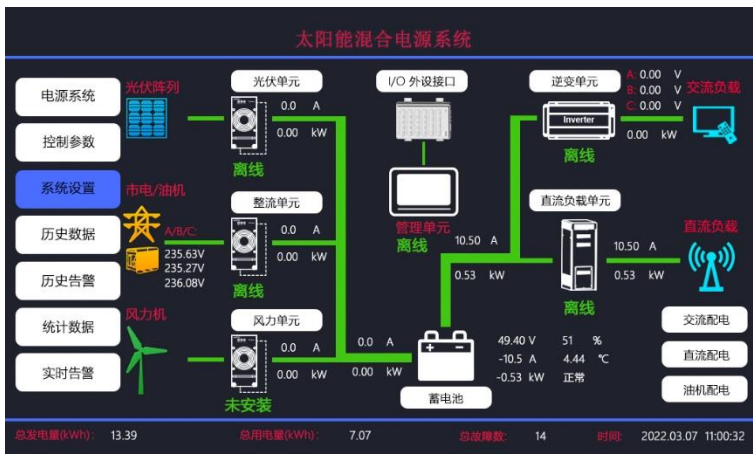 太阳能混合电源系统
电源系统
控制参数
系统设置
历史数据
历史告警
统计数据
实时告警
光伏阵列
光伏单元
0.0 A
0.00 kW
离线
市电/油机
A/B/C:
235.63V
235.27V
236.08V
整流单元
0.0 A
0.00 kW
离线
风力机
风力单元
0.0 A
0.00 kW
未安装
I/O 外设接口
管理单元
离线
逆变单元
Inverter
离线
A: 0.00 V
B: 0.00 V
C: 0.00 V
0.00 kW
交流负载
直流负载单元
10.50 A
0.53 kW
离线
10.50 A
0.53 kW
直流负载
0.0 A
0.00 kW
+ -
蓄电池
49.40 V 51 %
-10.5 A 4.44 ℃
-0.53 kW 正常
交流配电
直流配电
油机配电
总发电量(kWh): 13.39 总用电量(kWh): 7.07 总故障数: 14 时间: 2022.03.07 11:00:32